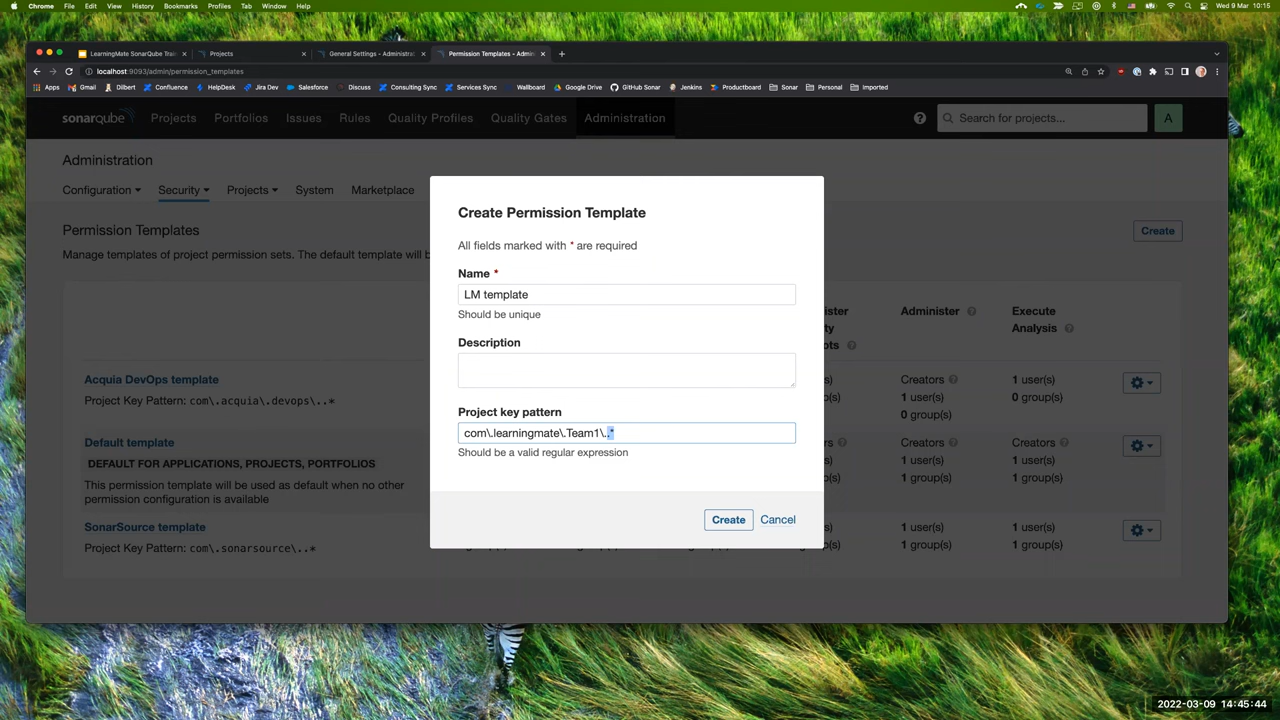 Chrome File Edit View History Bookmarks Profiles Tab Window Help Wed 9 Mar 10:15
LearningMate SonarQube Train Projects General Settings - Administra Permission Templates - Admin
localhost:9093/admin/permission_templates
Apps Gmail Dilbert Confluence HelpDesk Jira Dev Salesforce Discuss Consulting Sync Services Sync Wallboard Google Drive GitHub Sonar Jenkins Productboard Sonar Personal Imported
sonarqube Projects Portfolios Issues Rules Quality Profiles Quality Gates Administration ? Search for projects... A
Administration
Configuration Security Projects System Marketplace
Permission Templates
Create
Manage templates of project permission sets. The default template will b
Create Permission Template
All fields marked with * are required
Name *
LM template
Should be unique
Description
Project key pattern
com\.learningmate\.Team1\..*
Should be a valid regular expression
Create Cancel
Administer ?
Execute
Analysis ?
Acquia DevOps template
Project Key Pattern: com\.acquia\.devops\..*
Creators ?
1 user(s)
0 group(s)
1 user(s)
0 group(s)
Default template
DEFAULT FOR APPLICATIONS, PROJECTS, PORTFOLIOS
This permission template will be used as default when no other
permission configuration is available
Creators ?
1 user(s)
1 group(s)
Creators ?
1 user(s)
1 group(s)
SonarSource template
Project Key Pattern: com\.sonarsource\..*
1 user(s)
1 group(s)
1 user(s)
1 group(s)
2022-03-09 14:45:44